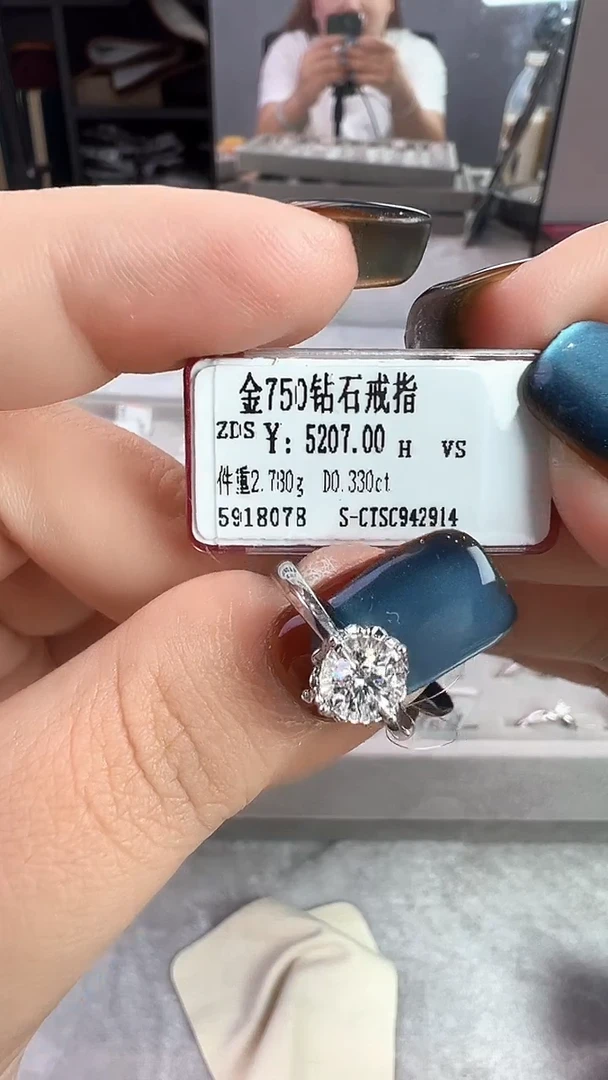 金750钻石戒指
ZDS ¥: 5207.00 H VS
件重2.780g D0.330ct
5918078 S-CTSC942914